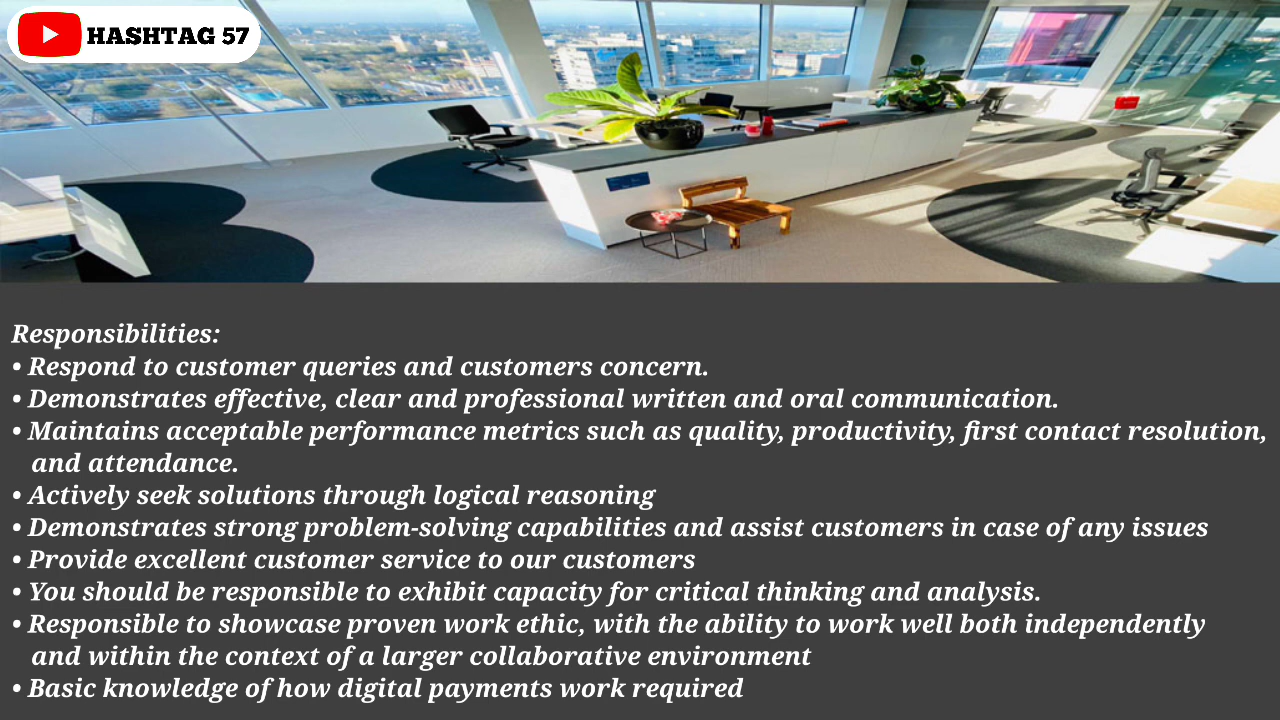 HASHTAG 57
Responsibilities:
• Respond to customer queries and customers concern.
• Demonstrates effective, clear and professional written and oral communication.
• Maintains acceptable performance metrics such as quality, productivity, first contact resolution,
and attendance.
• Actively seek solutions through logical reasoning
• Demonstrates strong problem-solving capabilities and assist customers in case of any issues
• Provide excellent customer service to our customers
• You should be responsible to exhibit capacity for critical thinking and analysis.
• Responsible to showcase proven work ethic, with the ability to work well both independently
and within the context of a larger collaborative environment
• Basic knowledge of how digital payments work required